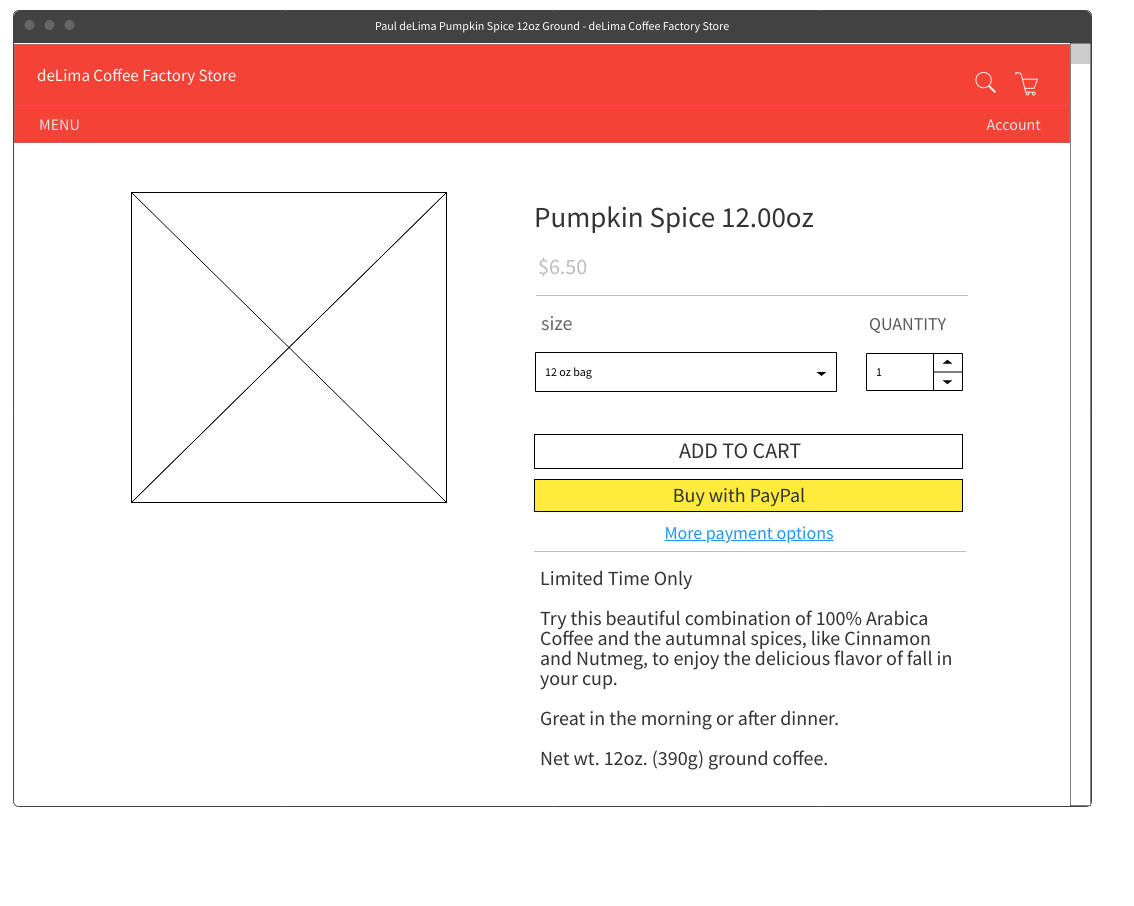 Paul deLima Pumpkin Spice 12oz Ground - deLima Coffee Factory Store
deLima Coffee Factory Store
MENU
Account
Pumpkin Spice 12.00oz
$6.50
size
QUANTITY
12 oz bag
1
ADD TO CART
Buy with PayPal
More payment options
Limited Time Only
Try this beautiful combination of 100% Arabica
Coffee and the autumnal spices, like Cinnamon
and Nutmeg, to enjoy the delicious flavor of fall in
your cup.
Great in the morning or after dinner.
Net wt. 12oz. (390g) ground coffee.